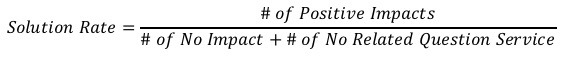 Solution Rate = # of Positive Impacts / # of No Impact + # of No Related Question Service